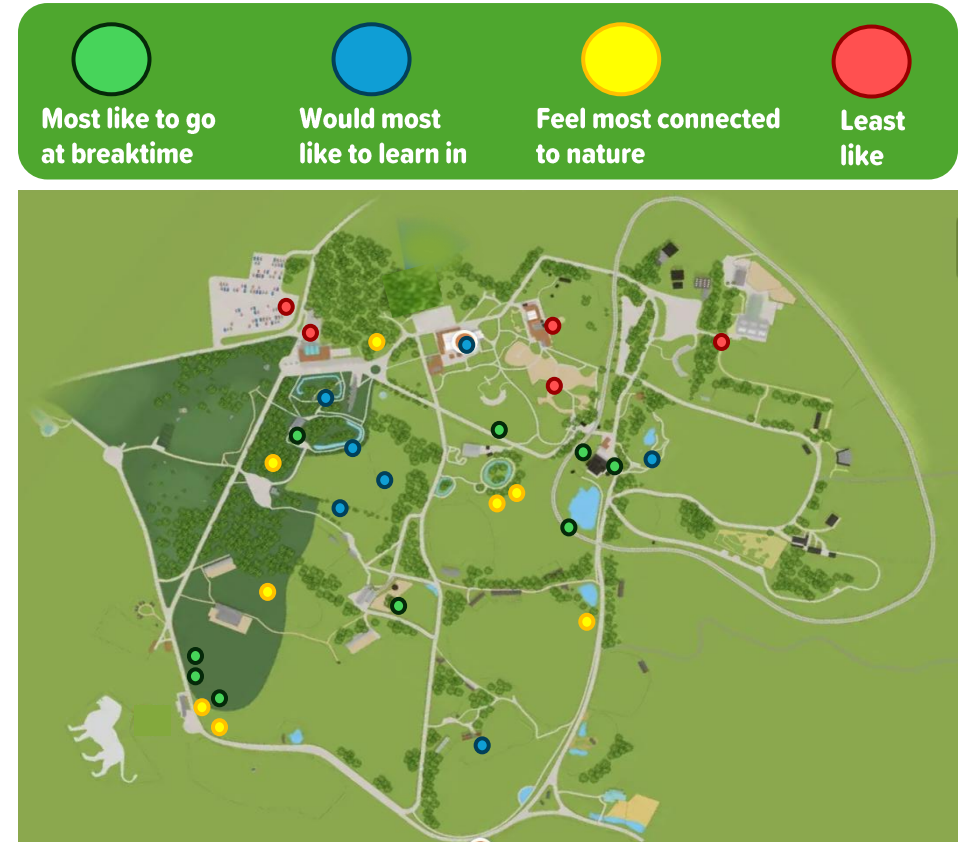 Most like to go
at breaktime
Would most
like to learn in
Feel most connected
to nature
Least
like